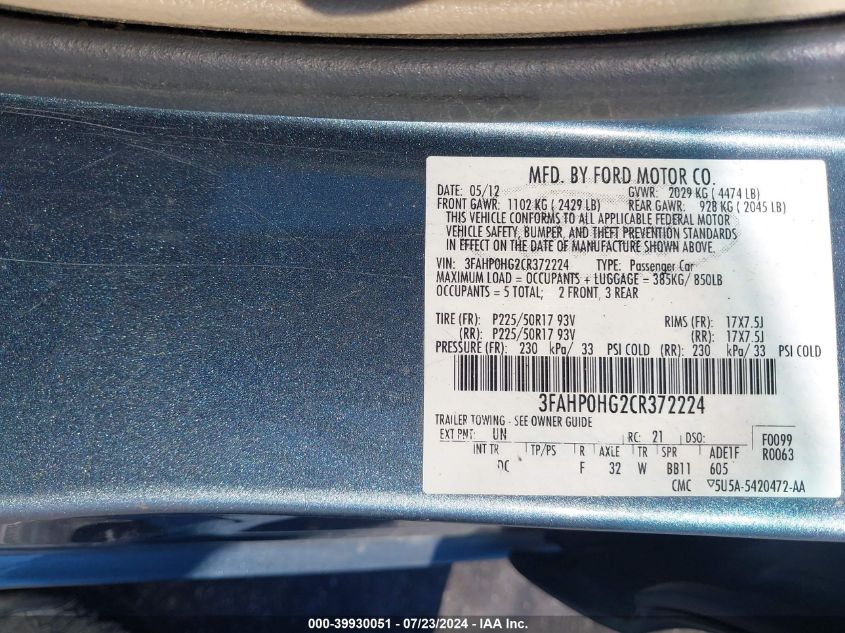 MFD. BY FORD MOTOR CO.
DATE: 05/12 GVWR: 2029 KG ( 4474 LB)
FRONT GAWR: 1102 KG ( 2429 LB) REAR GAWR: 928 KG ( 2045 LB)
THIS VEHICLE CONFORMS TO ALL APPLICABLE FEDERAL MOTOR
VEHICLE SAFETY, BUMPER, AND THEFT PREVENTION STANDARDS
IN EFFECT ON THE DATE OF MANUFACTURE SHOWN ABOVE.
VIN: 3FAHP0HG2CR372224 TYPE: Passenger Car
MAXIMUM LOAD = OCCUPANTS + LUGGAGE = 385KG/ 850LB
OCCUPANTS = 5 TOTAL; 2 FRONT, 3 REAR
TIRE (FR): P225/50R17 93V RIMS (FR): 17X7.5J
(RR): P225/50R17 93V (RR): 17X7.5J
PRESSURE (FR): 230 kPa/ 33 PSI COLD (RR): 230 kPa/ 33 PSI COLD
3FAHP0HG2CR372224
TRAILER TOWING - SEE OWNER GUIDE
EXT PNT: UN RC: 21 DSO: F0099
INT TR TP/PS R AXLE TR SPR ADE1F R0063
DC F 32 W BB11 605
CMC ▽5U5A-5420472-AA
000-39930051 - 07/23/2024 - IAA Inc.